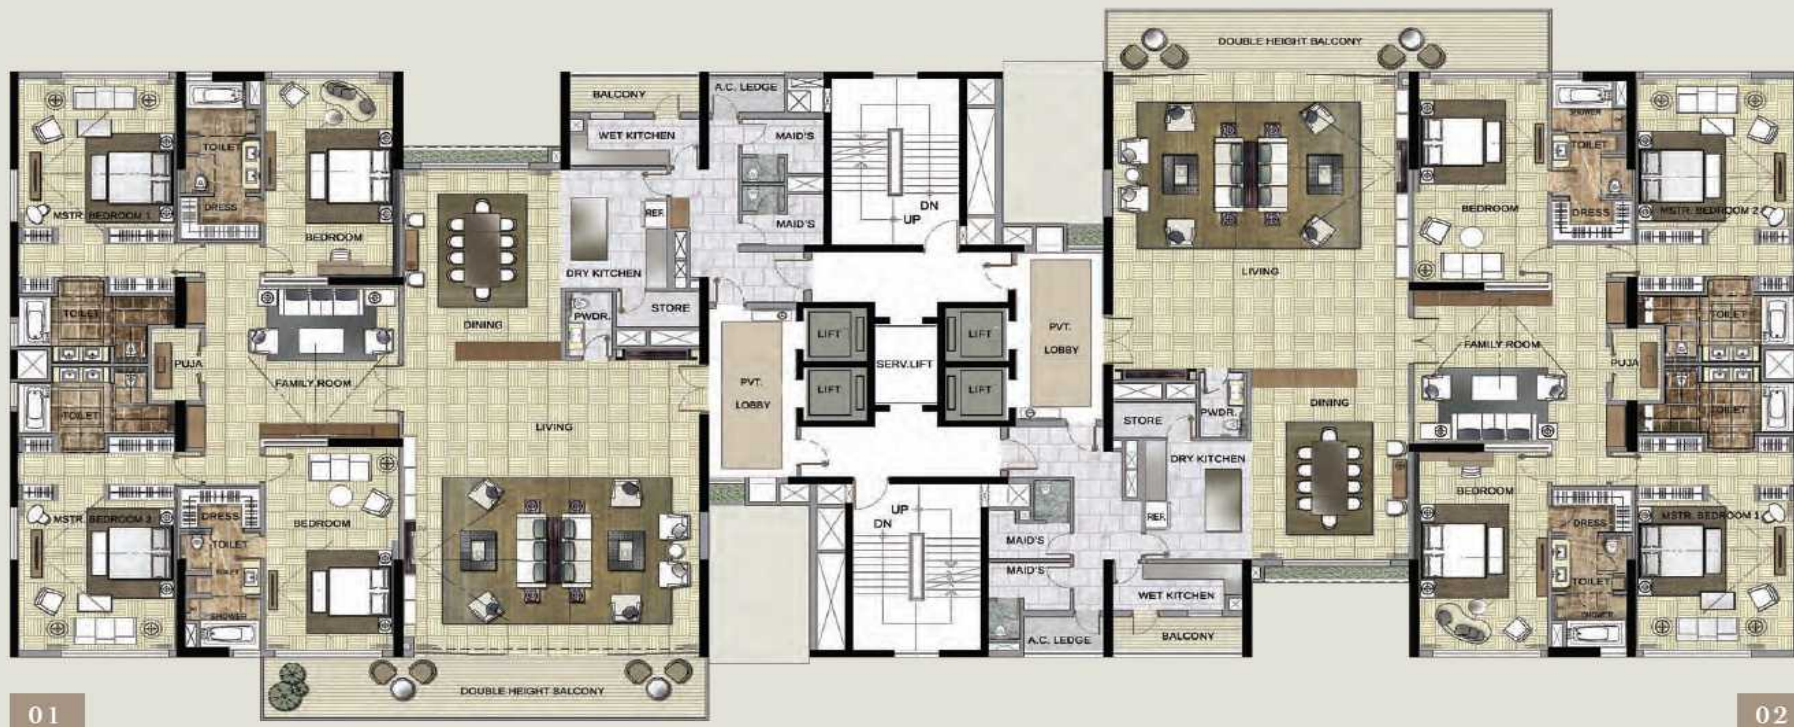 DOUBLE HEIGHT BALCONY
BALCONY
A.C. LEDGE
WET KITCHEN
MAID'S
TOILET
DRESS
MSTR. BEDROOM 1
BEDROOM
REF.
MAID'S
DN
UP
DRY KITCHEN
STORE
PWDR.
DINING
TOILET
PUJA
FAMILY ROOM
TOILET
LIVING
PVT.
LOBBY
LIFT
LIFT
SERV.LIFT
LIFT
LIFT
PVT.
LOBBY
MSTR. BEDROOM 2
DRESS
TOILET
SHOWER
BEDROOM
DOUBLE HEIGHT BALCONY
01
SHOWER
TOILET
DRESS
BEDROOM
MSTR. BEDROOM 2
LIVING
FAMILY ROOM
PUJA
TOILET
TOILET
DINING
STORE
PWDR.
DRY KITCHEN
REF.
UP
DN
MAID'S
MAID'S
WET KITCHEN
A.C. LEDGE
BALCONY
BEDROOM
DRESS
TOILET
SHOWER
MSTR. BEDROOM 1
02